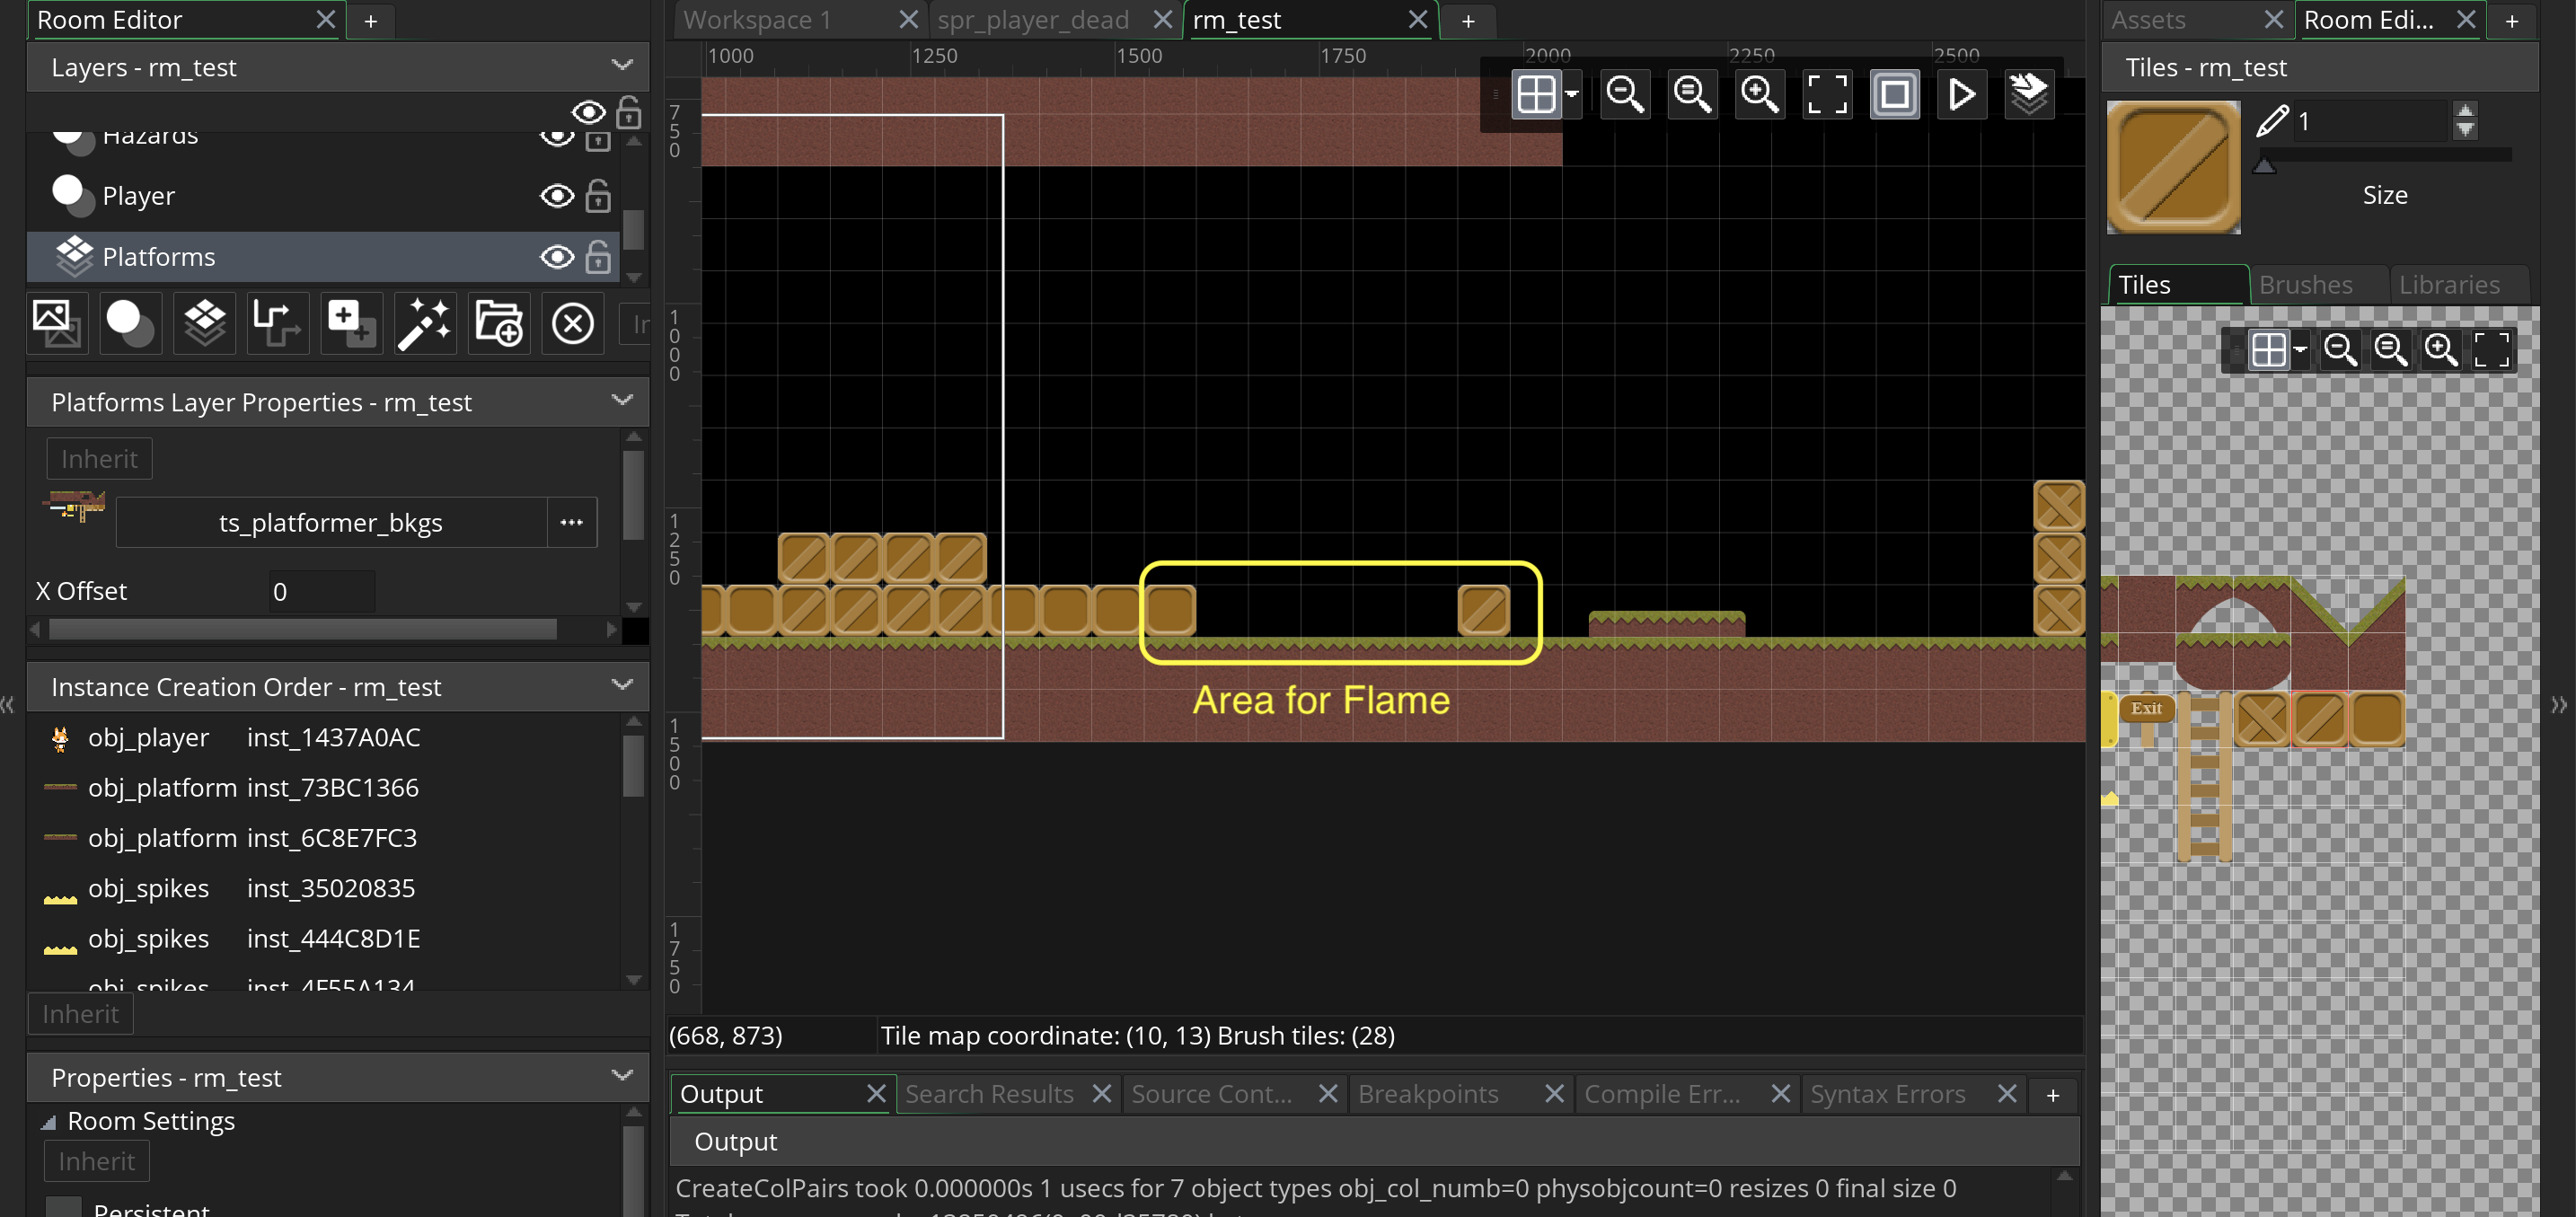 Room Editor
+
Workspace 1
spr_player_dead
rm_test
+
Assets
Room Edi...
+
Layers - rm_test
Hazards
Player
Platforms
Platforms Layer Properties - rm_test
Inherit
ts_platformer_bkgs
...
X Offset
0
Instance Creation Order - rm_test
obj_player inst_1437A0AC
obj_platform inst_73BC1366
obj_platform inst_6C8E7FC3
obj_spikes inst_35020835
obj_spikes inst_444C8D1E
obj_spikes inst_4F55A134
Inherit
Properties - rm_test
Room Settings
Inherit
Persistent
1000
1250
1500
1750
2000
2250
2500
750
1000
1250
1500
1750
Area for Flame
(668, 873)
Tile map coordinate: (10, 13) Brush tiles: (28)
Output
Search Results
Source Cont...
Breakpoints
Compile Err...
Syntax Errors
+
Output
CreateColPairs took 0.000000s 1 usecs for 7 object types obj_col_numb=0 physobjcount=0 resizes 0 final size 0
Tiles - rm_test
1
Size
Tiles
Brushes
Libraries
Exit